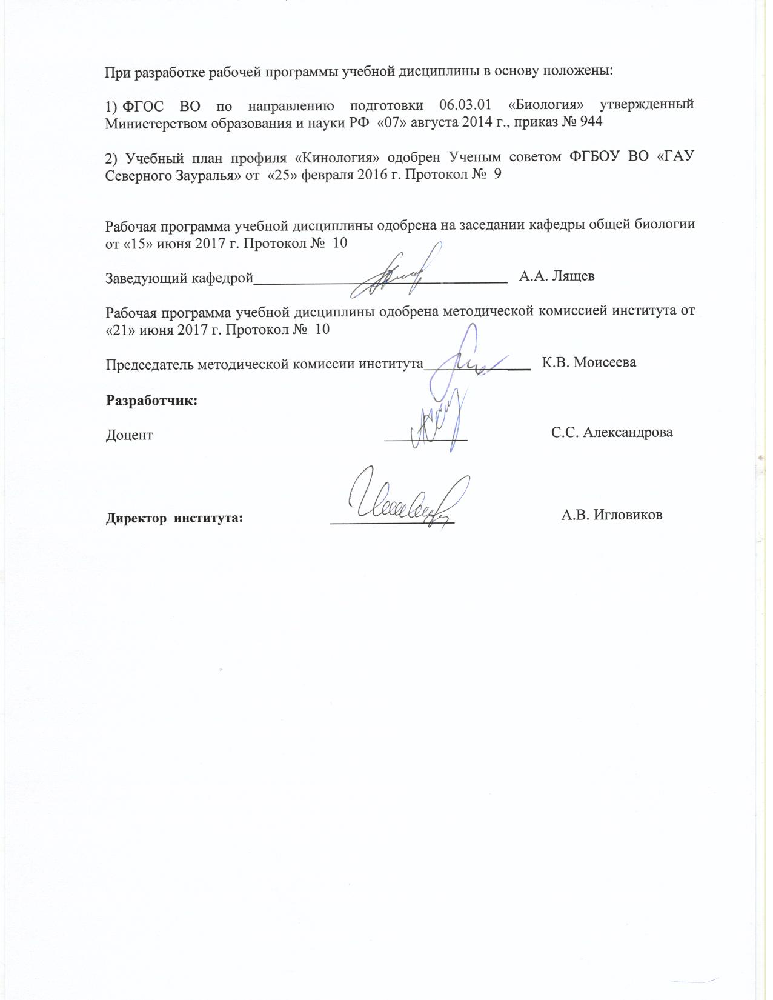 При разработке рабочей программы учебной дисциплины в основу положены:
1) ФГОС ВО по направлению подготовки 06.03.01 «Биология» утвержденный
Министерством образования и науки РФ «07» августа 2014 г., приказ № 944
2) Учебный план профиля «Кинология» одобрен Ученым советом ФГБОУ ВО «ГАУ
Северного Зауралья» от «25» февраля 2016 г. Протокол № 9
Рабочая программа учебной дисциплины одобрена на заседании кафедры общей биологии
от «15» июня 2017 г. Протокол № 10
Заведующий кафедрой А.А. Лящев
Рабочая программа учебной дисциплины одобрена методической комиссией института от
«21» июня 2017 г. Протокол № 10
Председатель методической комиссии института К.В. Моисеева
Разработчик:
Доцент С.С. Александрова
Директор института: А.В. Игловиков